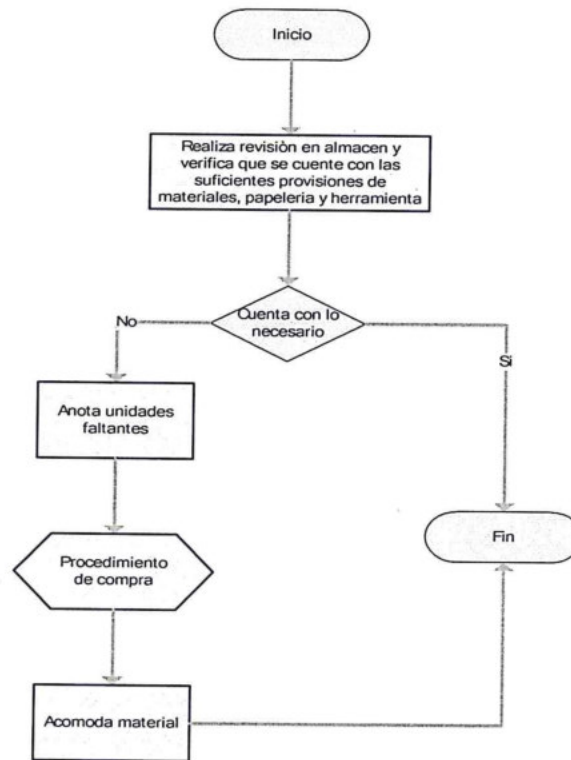 Inicio
Realiza revisiòn en almacen y
verifica que se cuente con las
suficientes provisiones de
materiales, papeleria y herramienta
Cuenta con lo
necesario
No
Si
Anota unidades
faltantes
Procedimiento
de compra
Fin
Acomoda material